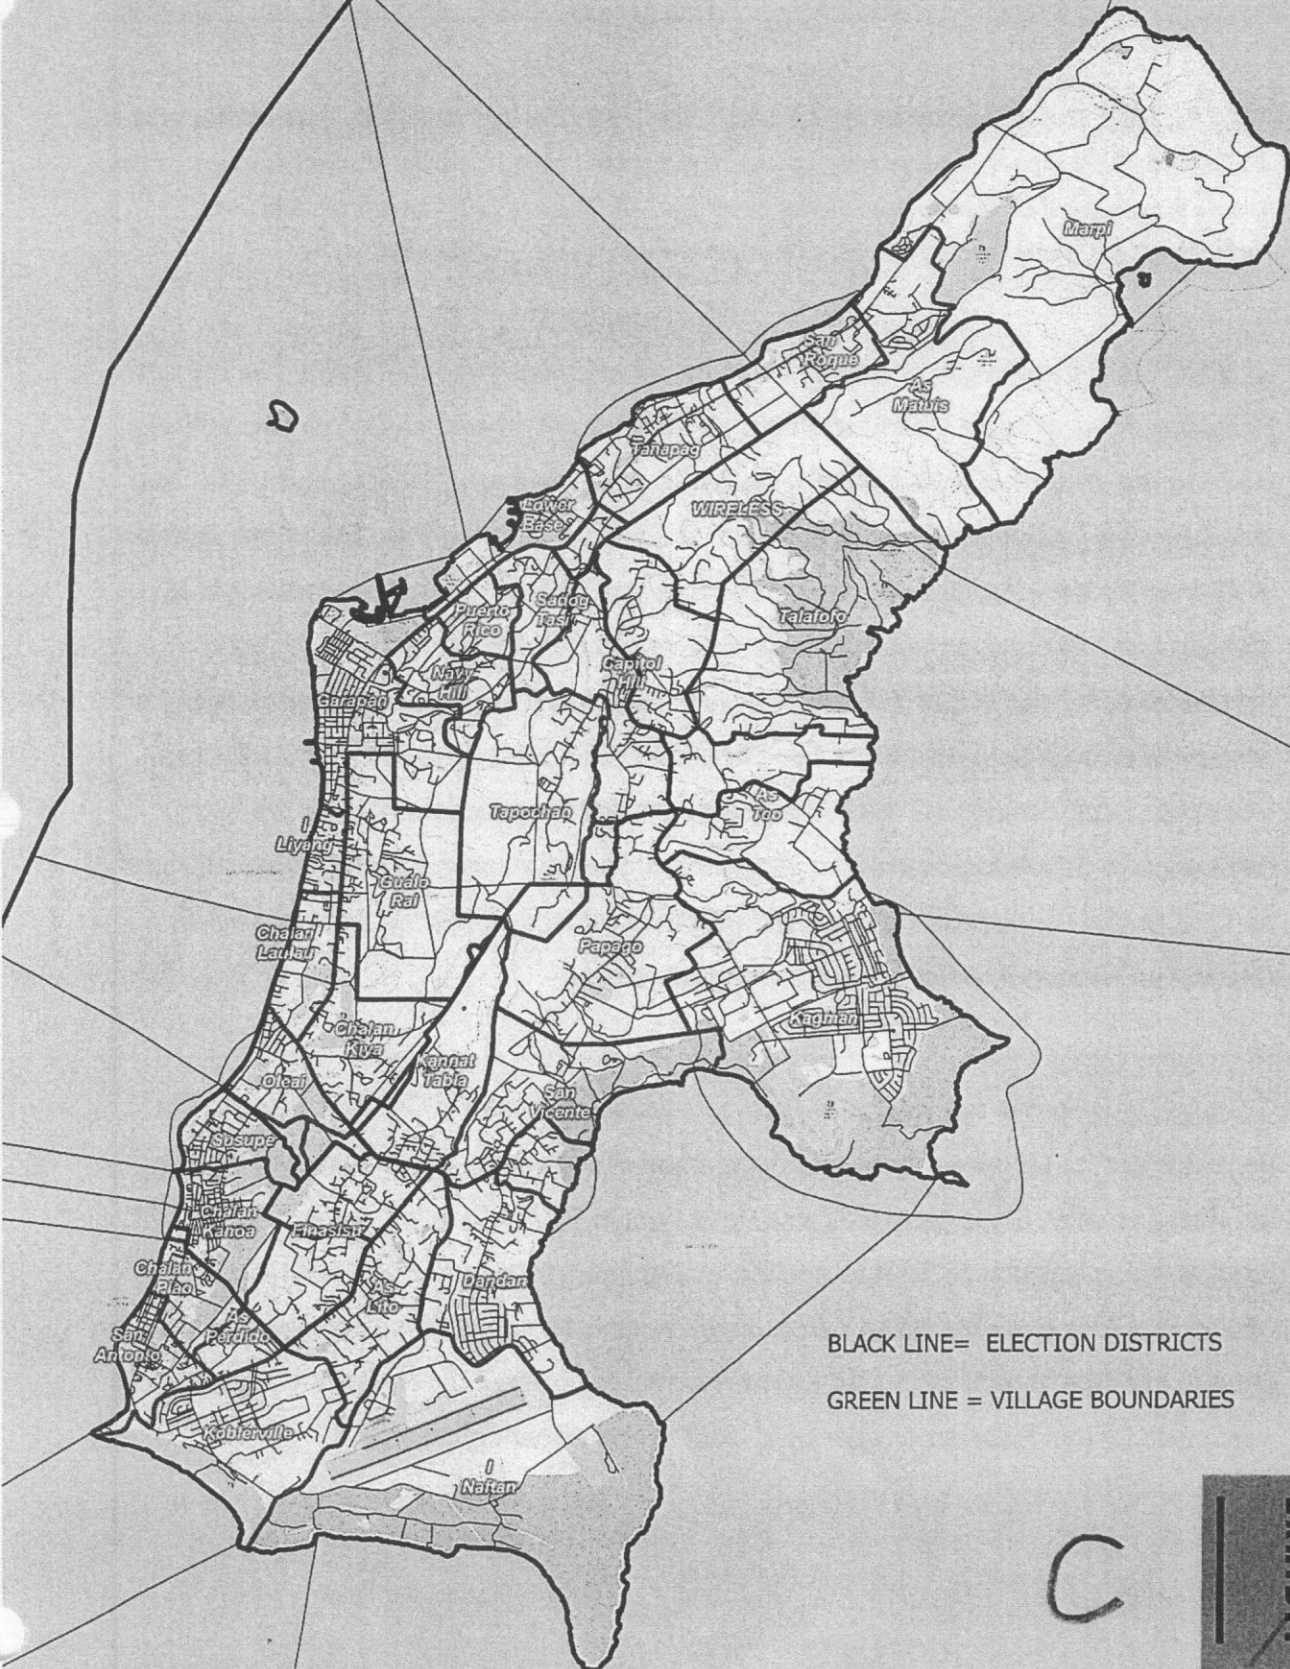 Marpi
San
Roque
As
Matuis
Tanapag
WIRELESS
Lower
Base
Puerto
Rico
Sadog
Tasi
Talafofo
Capitol
Hill
Navy
Hill
Garapan
Tapochao
As
Teo
I
Liyang
Gualo
Rai
Chalan
Laulau
Papago
Kagman
Chalan
Kiya
Kannat
Tabla
Oleai
San
Vicente
Susupe
Chalan
Kanoa
Finasisu
Chalan
Piao
As
Lito
Dandan
As
Perdido
San
Antonio
Koblerville
I
Naftan
BLACK LINE= ELECTION DISTRICTS
GREEN LINE = VILLAGE BOUNDARIES
C